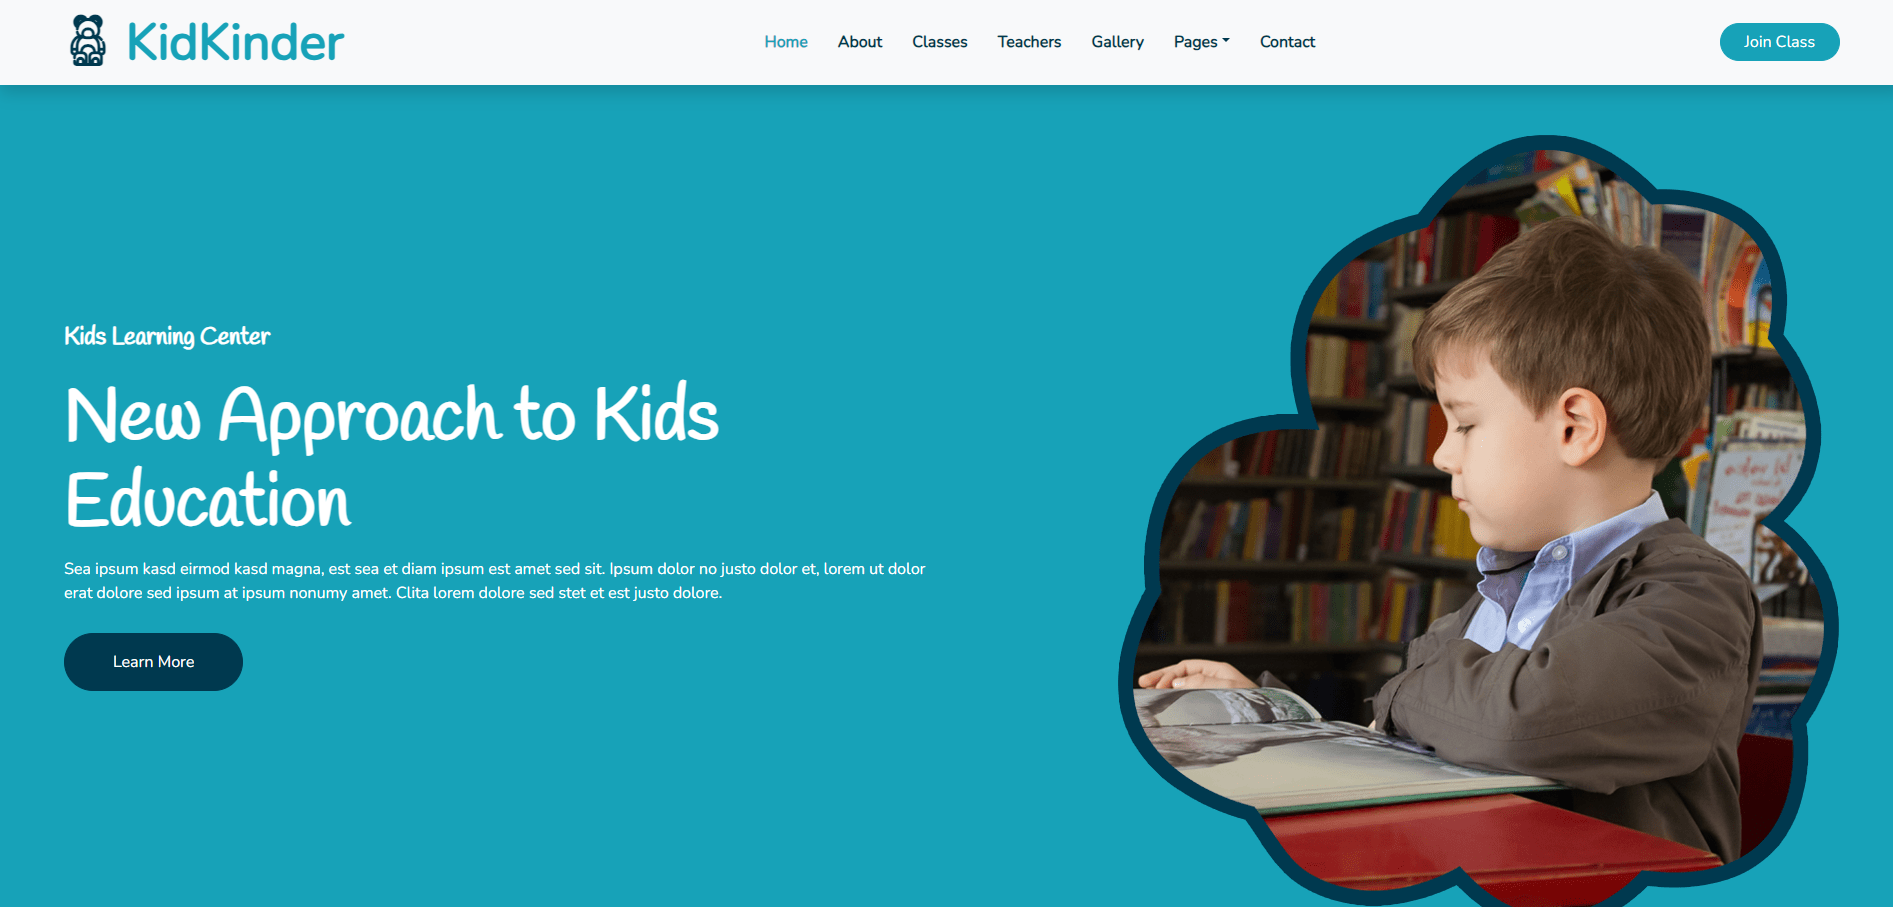 KidKinder
Home About Classes Teachers Gallery Pages Contact
Join Class
Kids Learning Center
New Approach to Kids
Education
Sea ipsum kasd eirmod kasd magna, est sea et diam ipsum est amet sed sit. Ipsum dolor no justo dolor et, lorem ut dolor
erat dolore sed ipsum at ipsum nonumy amet. Clita lorem dolore sed stet et est justo dolore.
Learn More